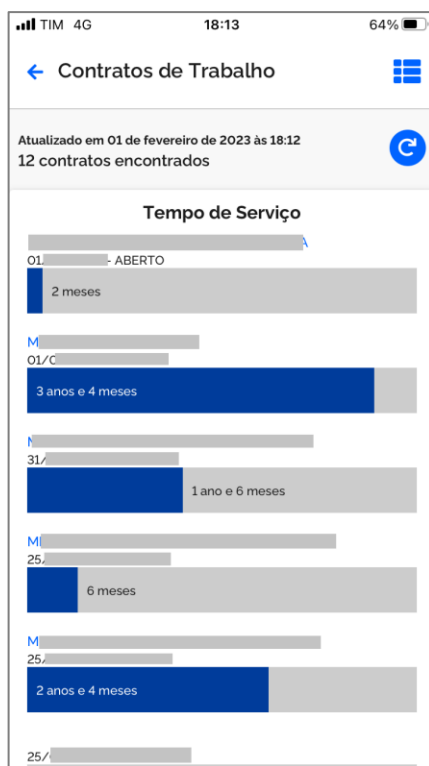 TIM 4G 18:13 64%
Contratos de Trabalho
Atualizado em 01 de fevereiro de 2023 às 18:12
12 contratos encontrados
Tempo de Serviço
01. - ABERTO
2 meses
M
01/
3 anos e 4 meses
31/
1 ano e 6 meses
25
6 meses
M
25
2 anos e 4 meses
25/